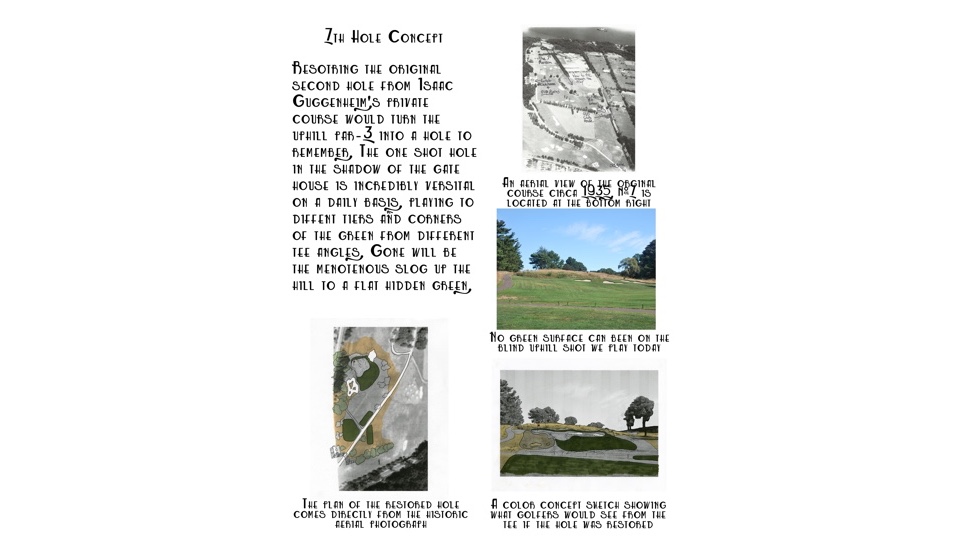 7th Hole Concept
Resotring the original
second hole from Isaac
Guggenheim's private
course would turn the
uphill par-3 into a hole to
remember. The one shot hole
in the shadow of the gate
house is incredibly versital
on a daily basis, playing to
diffent tiers and corners
of the green from different
tee angles. Gone will be
the menotenous slog up the
hill to a flat hidden green.
An aerial view of the orginal
course circa 1935. No 7 is
located at the bottom right
No green surface can been on the
blind uphill shot we play today
The plan of the restored hole
comes directly from the historic
aerial photograph
A color concept sketch showing
what golfers would see from the
tee if the hole was restored